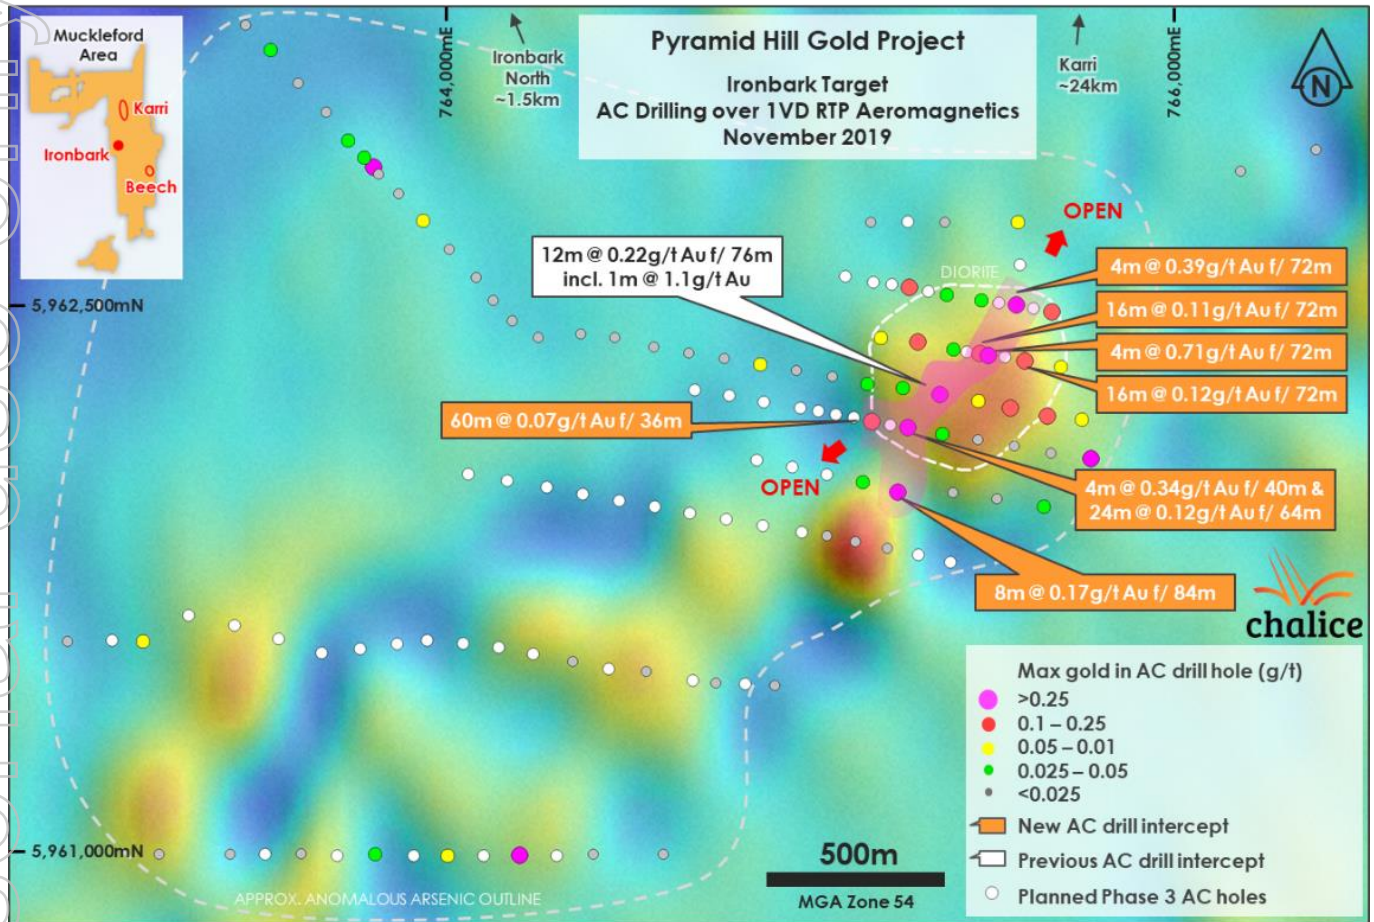 Muckleford
Area
Karri
Ironbark
Beech
764,000mE
Ironbark
North
~1.5km
Pyramid Hill Gold Project
Ironbark Target
AC Drilling over 1VD RTP Aeromagnetics
November 2019
Karri
~24km
766,000mE
N
OPEN
12m @ 0.22g/t Au f/ 76m
incl. 1m @ 1.1g/t Au
DIORITE
4m @ 0.39g/t Au f/ 72m
5,962,500mN
16m @ 0.11g/t Au f/ 72m
4m @ 0.71g/t Au f/ 72m
16m @ 0.12g/t Au f/ 72m
60m @ 0.07g/t Au f/ 36m
OPEN
4m @ 0.34g/t Au f/ 40m &
24m @ 0.12g/t Au f/ 64m
8m @ 0.17g/t Au f/ 84m
chalice
Max gold in AC drill hole (g/t)
>0.25
0.1 – 0.25
0.05 – 0.01
0.025 – 0.05
<0.025
New AC drill intercept
Previous AC drill intercept
Planned Phase 3 AC holes
5,961,000mN
500m
MGA Zone 54
APPROX. ANOMALOUS ARSENIC OUTLINE